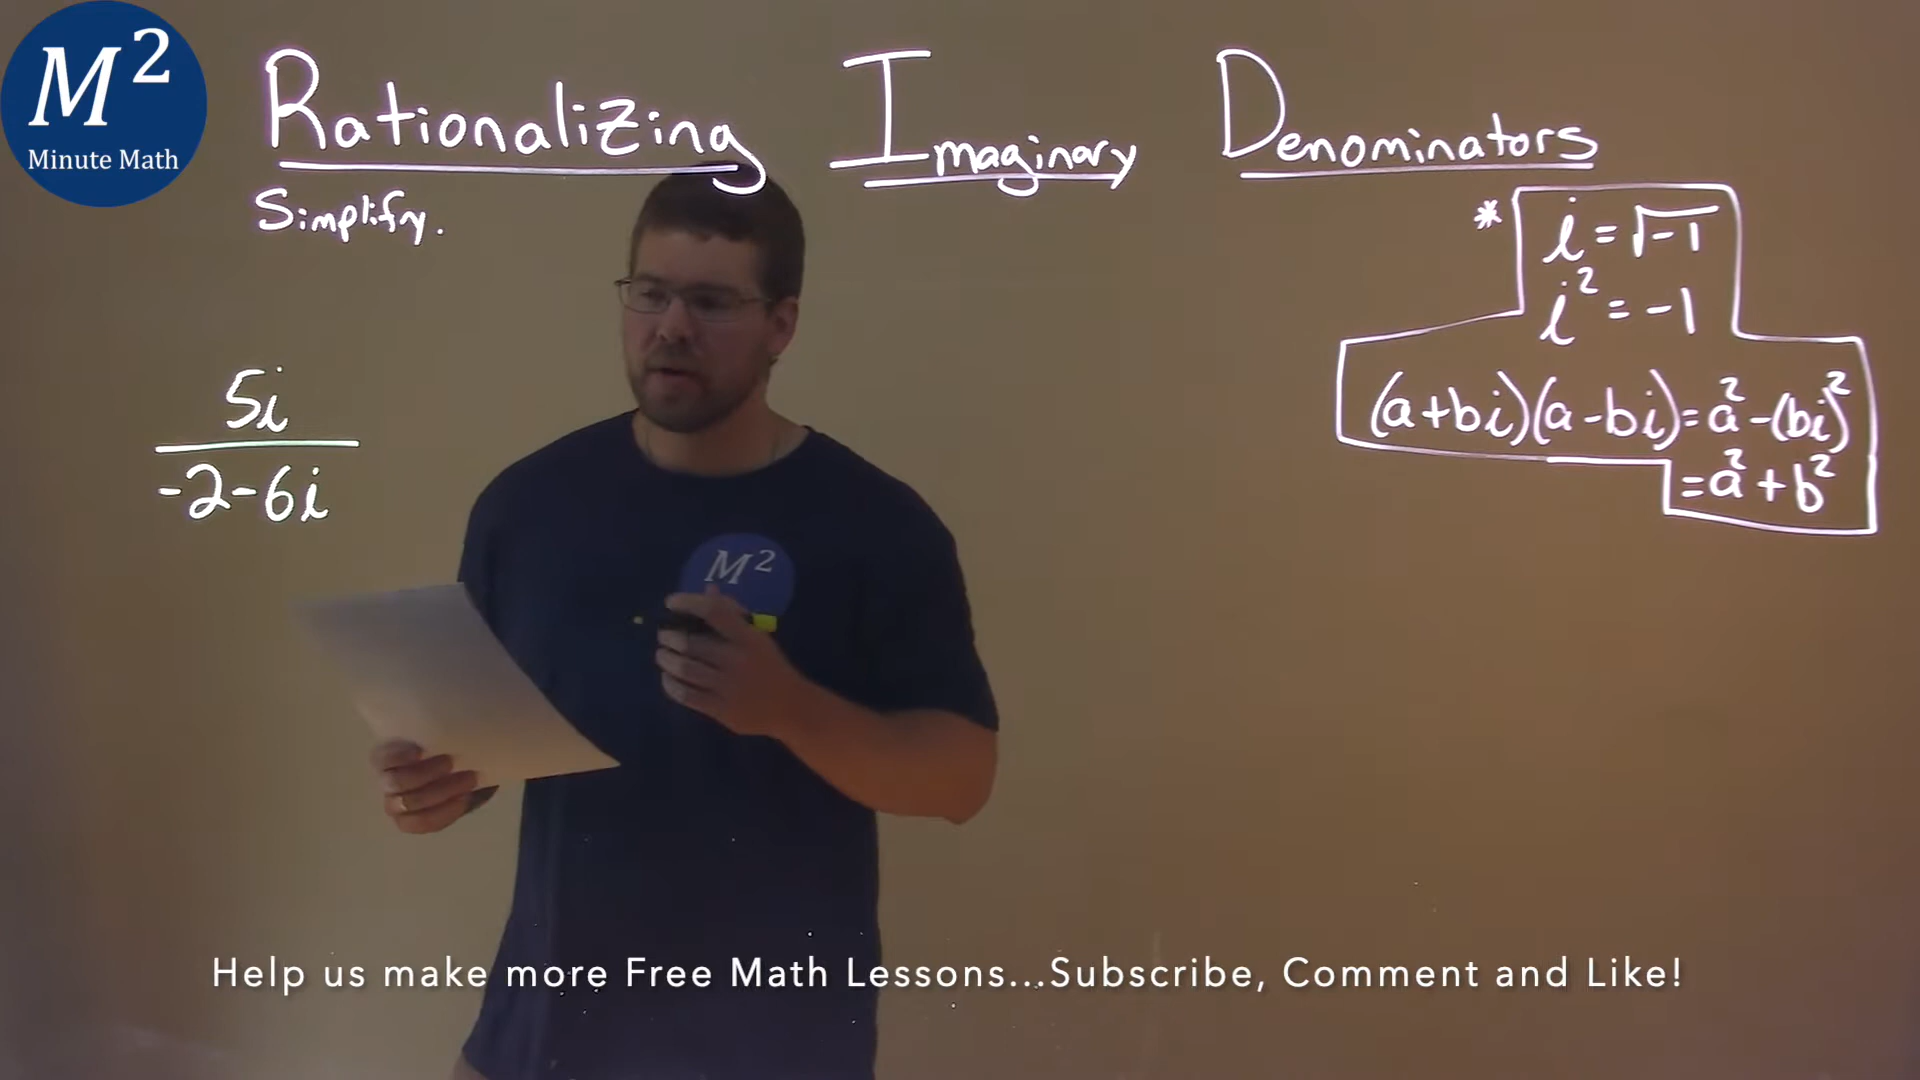 M²
Minute Math
Rationalizing Imaginary Denominators
Simplify.
* i = √-1
i² = -1
(a+bi)(a-bi) = a² - (bi)²
= a² + b²
5i
-2-6i
M²
Help us make more Free Math Lessons...Subscribe, Comment and Like!